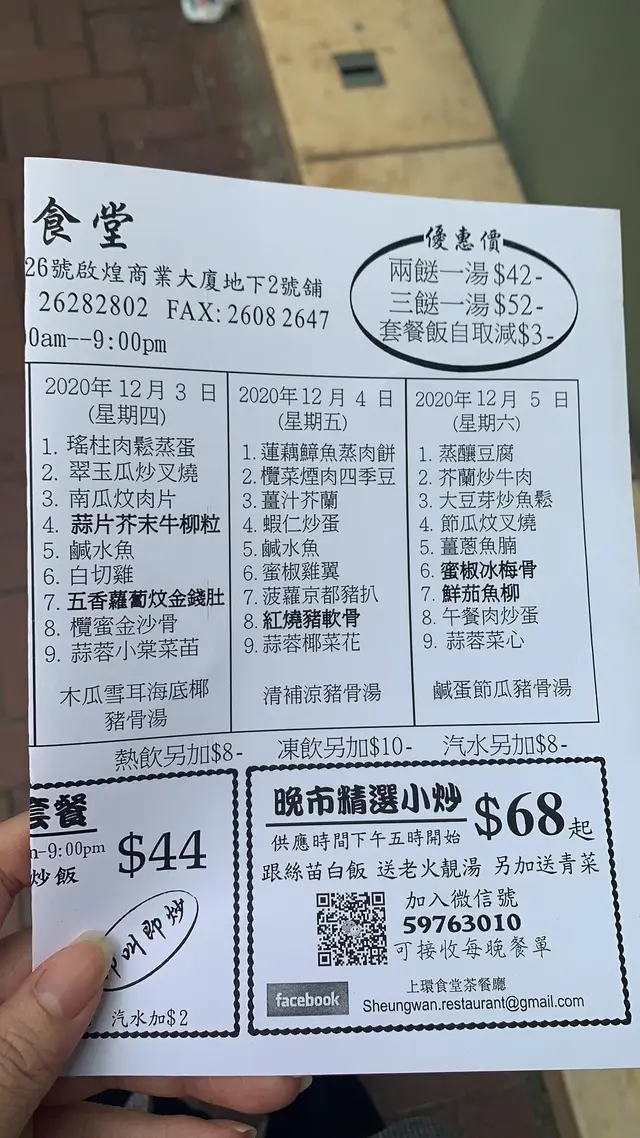 食堂
26號啟煌商業大廈地下2號舖
26282802 FAX: 2608 2647
0am--9:00pm
優惠價
兩餸一湯$42-
三餸一湯$52-
套餐飯自取減$3-
2020年12月3日
(星期四)
1. 瑤柱肉鬆蒸蛋
2. 翠玉瓜炒叉燒
3. 南瓜炆肉片
4. 蒜片芥末牛柳粒
5. 鹹水魚
6. 白切雞
7. 五香蘿蔔炆金錢肚
8. 欖蜜金沙骨
9. 蒜蓉小棠菜苗
木瓜雪耳海底椰
豬骨湯
2020年12月4日
(星期五)
1. 蓮藕鱆魚蒸肉餅
2. 欖菜煙肉四季豆
3. 薑汁芥蘭
4. 蝦仁炒蛋
5. 鹹水魚
6. 蜜椒雞翼
7. 菠蘿京都豬扒
8. 紅燒豬軟骨
9. 蒜蓉椰菜花
清補涼豬骨湯
2020年12月5日
(星期六)
1. 蒸釀豆腐
2. 芥蘭炒牛肉
3. 大豆芽炒魚鬆
4. 節瓜炆叉燒
5. 薑蔥魚腩
6. 蜜椒冰梅骨
7. 鮮茄魚柳
8. 午餐肉炒蛋
9. 蒜蓉菜心
鹹蛋節瓜豬骨湯
熱飲另加$8- 凍飲另加$10- 汽水另加$8-
套餐
-9:00pm
炒飯
$44
叫即炒
汽水加$2
晚市精選小炒 $68起
供應時間下午五時開始
跟絲苗白飯 送老火靚湯 另加送青菜
加入微信號
59763010
可接收每晚餐單
facebook
上環食堂茶餐廳
Sheungwan.restaurant@gmail.com